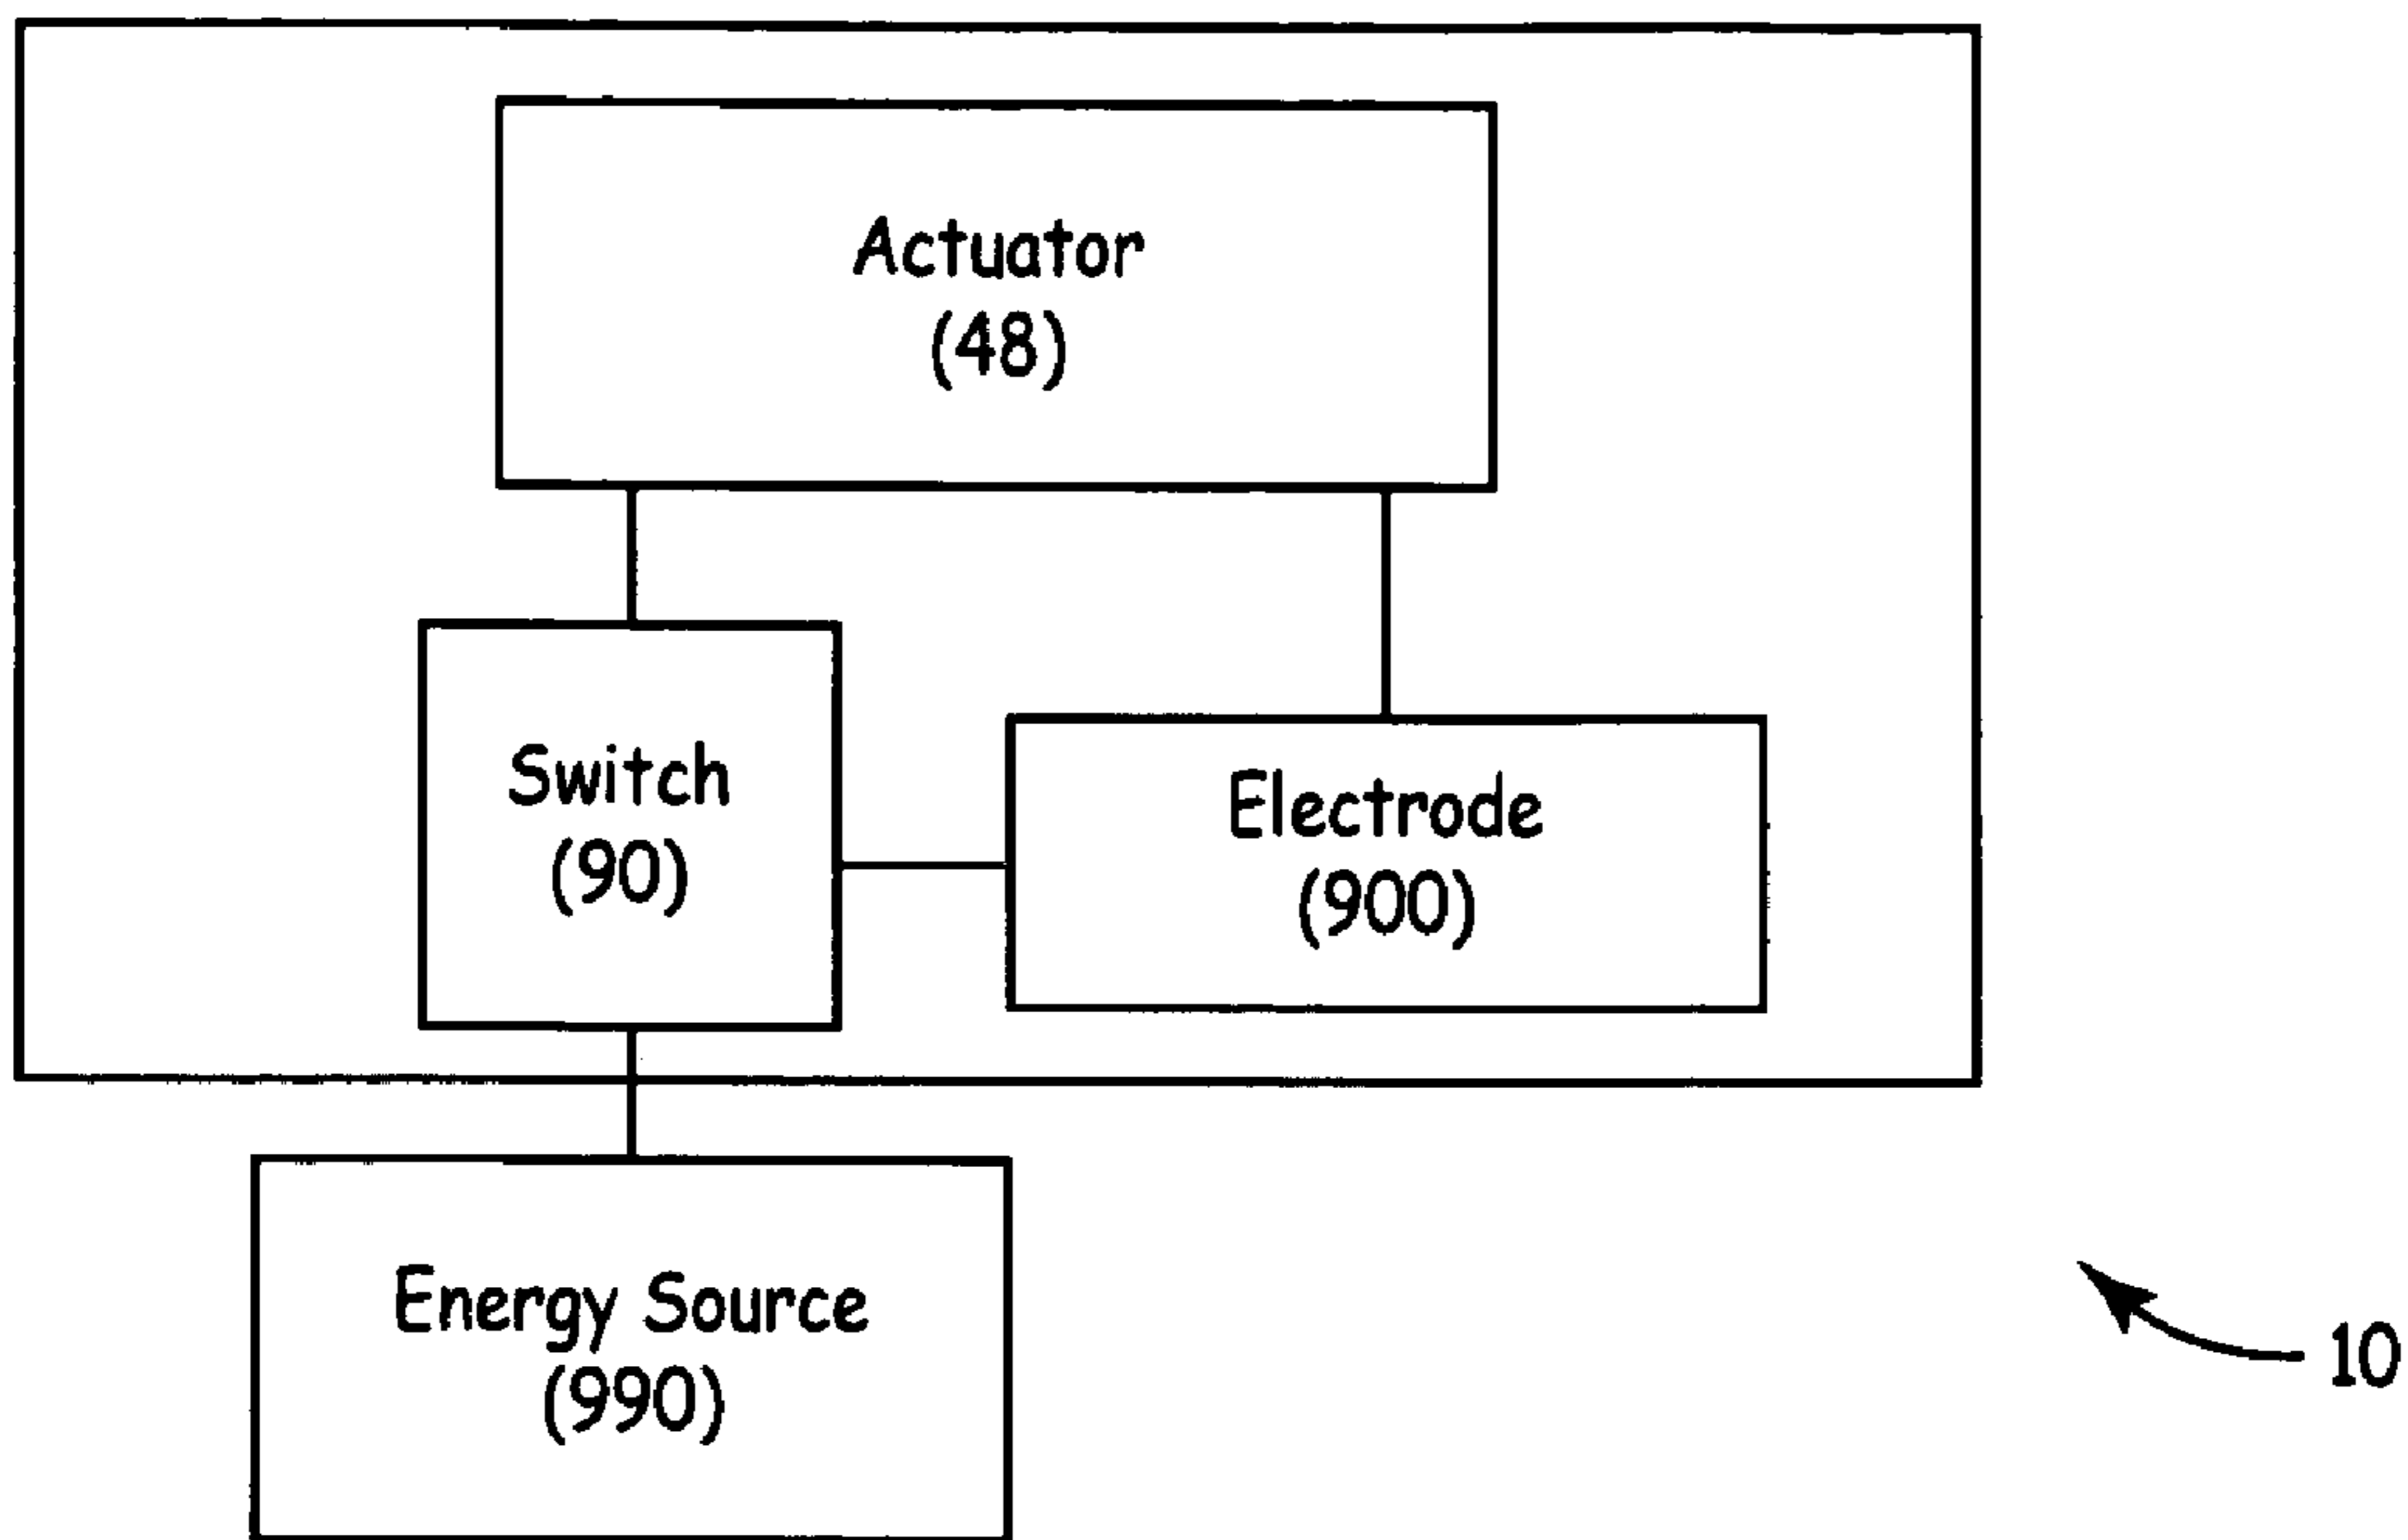 Actuator
(48)
Switch
(90)
Electrode
(900)
Energy Source
(990)
10